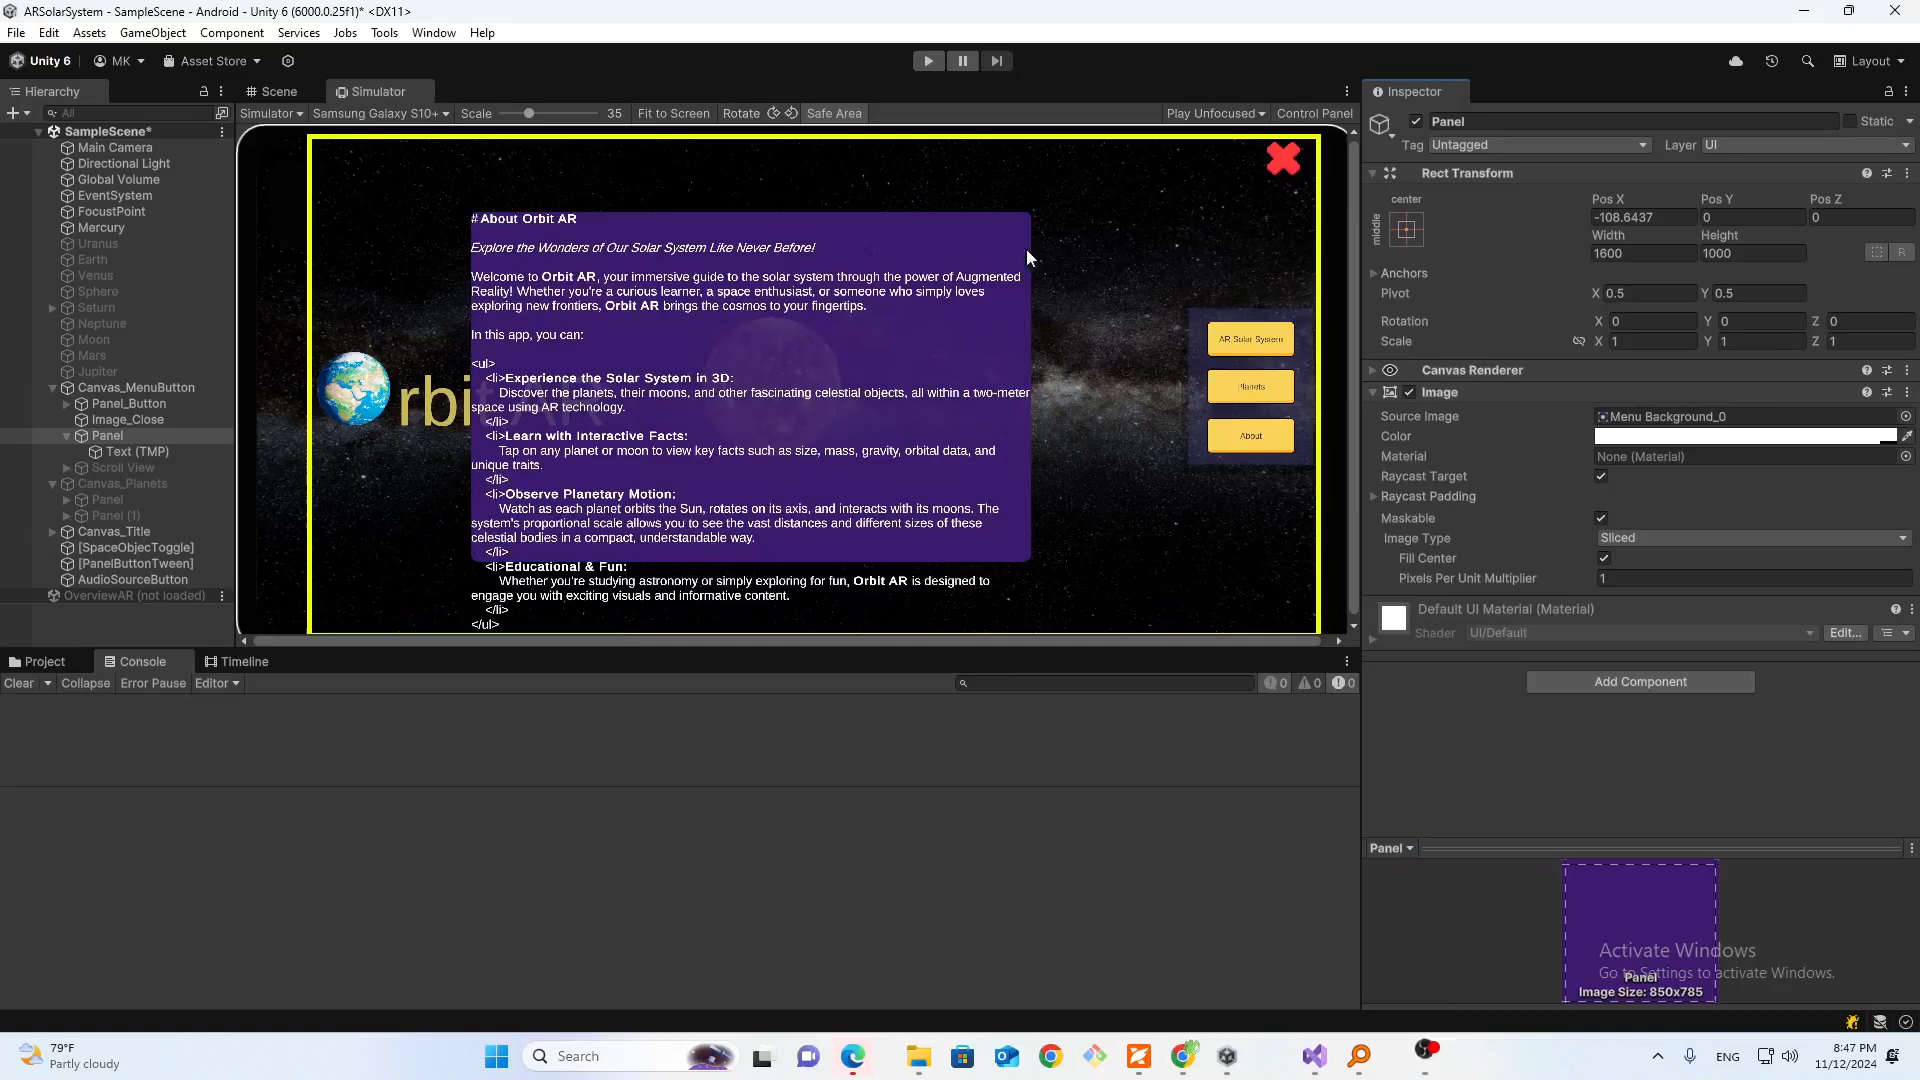 ARSolarSystem - SampleScene - Android - Unity 6 (6000.0.25f1)* <DX11>
File Edit Assets GameObject Component Services Jobs Tools Window Help
Unity 6 MK Asset Store Layout
Hierarchy Scene Simulator Inspector
All Simulator Samsung Galaxy S10+ Scale 35 Fit to Screen Rotate Safe Area Play Unfocused Control Panel
SampleScene*
Main Camera
Directional Light
Global Volume
EventSystem
FocusPoint
Mercury
Uranus
Earth
Venus
Sphere
Saturn
Neptune
Moon
Mars
Jupiter
Canvas_MenuButton
Panel_Button
Image_Close
Panel
Text (TMP)
Scroll View
Canvas_Planets
Panel
Panel (1)
Canvas_Title
[SpaceObjecToggle]
[PanelButtonTween]
AudioSourceButton
OverviewAR (not loaded)
# About Orbit AR
Explore the Wonders of Our Solar System Like Never Before!
Welcome to Orbit AR, your immersive guide to the solar system through the power of Augmented
Reality! Whether you're a curious learner, a space enthusiast, or someone who simply loves
exploring new frontiers, Orbit AR brings the cosmos to your fingertips.
In this app, you can:
<ul>
<li>Experience the Solar System in 3D:
Discover the planets, their moons, and other fascinating celestial objects, all within a two-meter
space using AR technology.
</li>
<li>Learn with Interactive Facts:
Tap on any planet or moon to view key facts such as size, mass, gravity, orbital data, and
unique traits.
</li>
<li>Observe Planetary Motion:
Watch as each planet orbits the Sun, rotates on its axis, and interacts with its moons. The
system's proportional scale allows you to see the vast distances and different sizes of these
celestial bodies in a compact, understandable way.
</li>
<li>Educational & Fun:
Whether you're studying astronomy or simply exploring for fun, Orbit AR is designed to
engage you with exciting visuals and informative content.
</li>
</ul>
rbit AR
AR Solar System
Planets
About
Panel Static
Tag Untagged Layer UI
Rect Transform
center Pos X Pos Y Pos Z
middle -108.6437 0 0
Width Height
1600 1000 R
Anchors
Pivot X 0.5 Y 0.5
Rotation X 0 Y 0 Z 0
Scale X 1 Y 1 Z 1
Canvas Renderer
Image
Source Image Menu Background_0
Color
Material None (Material)
Raycast Target
Raycast Padding
Maskable
Image Type Sliced
Fill Center
Pixels Per Unit Multiplier 1
Default UI Material (Material)
Shader UI/Default Edit...
Add Component
Project Console Timeline
Clear Collapse Error Pause Editor 0 0 0
Panel
Activate Windows
Go to Settings to activate Windows.
Panel
Image Size: 850x785
79°F
Partly cloudy
Search
ENG
8:47 PM
11/12/2024